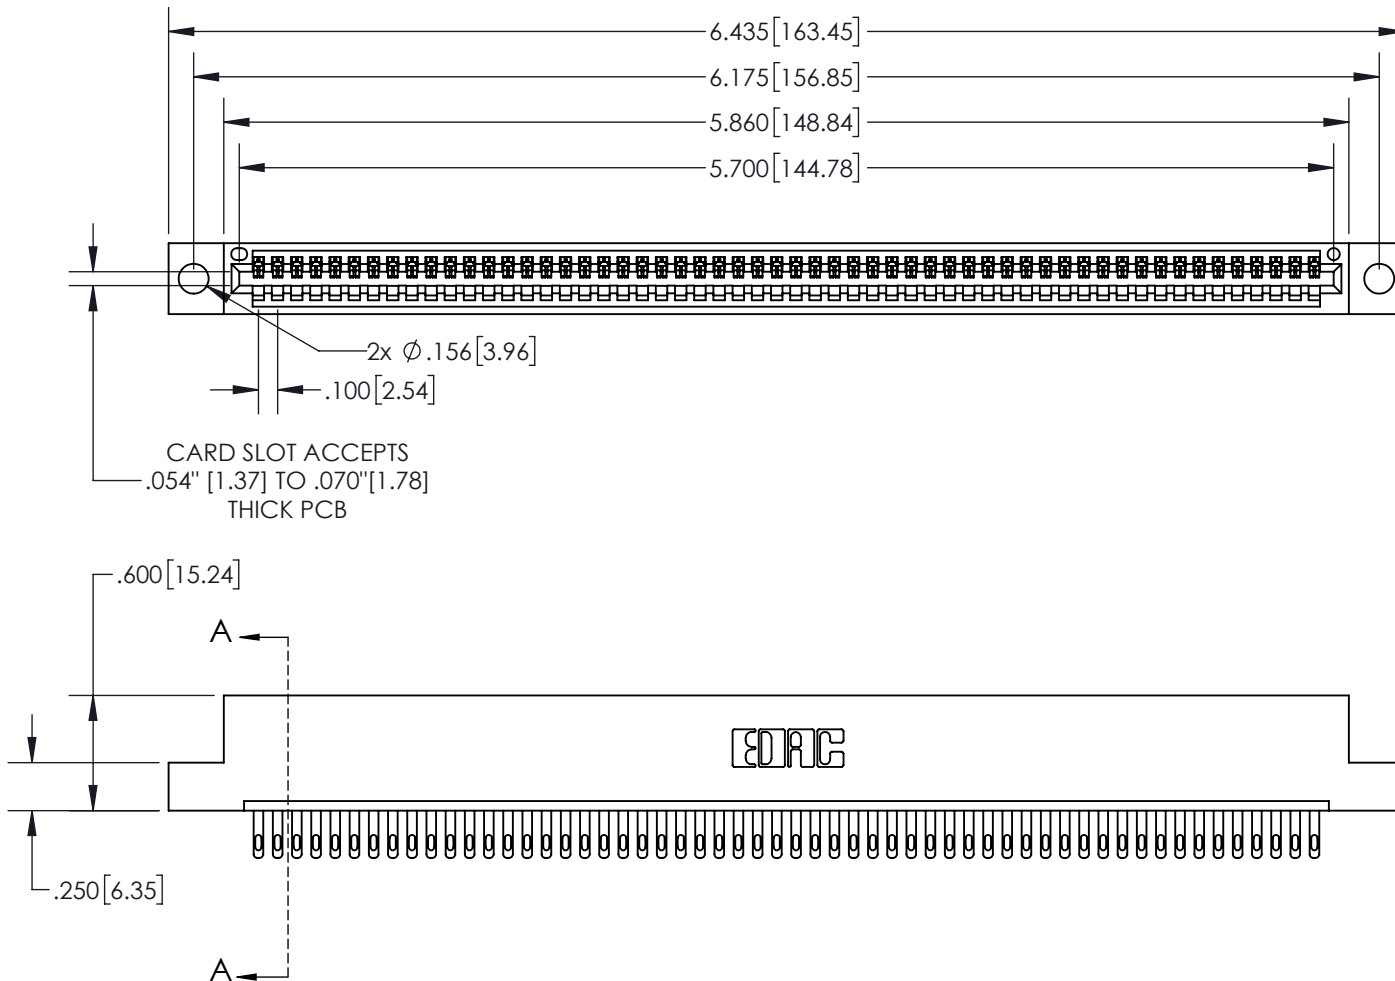 6.435[163.45]
6.175[156.85]
5.860[148.84]
5.700[144.78]
2x Ø.156[3.96]
.100[2.54]
CARD SLOT ACCEPTS
.054" [1.37] TO .070"[1.78]
THICK PCB
.600[15.24]
A
EDAC
.250[6.35]
A